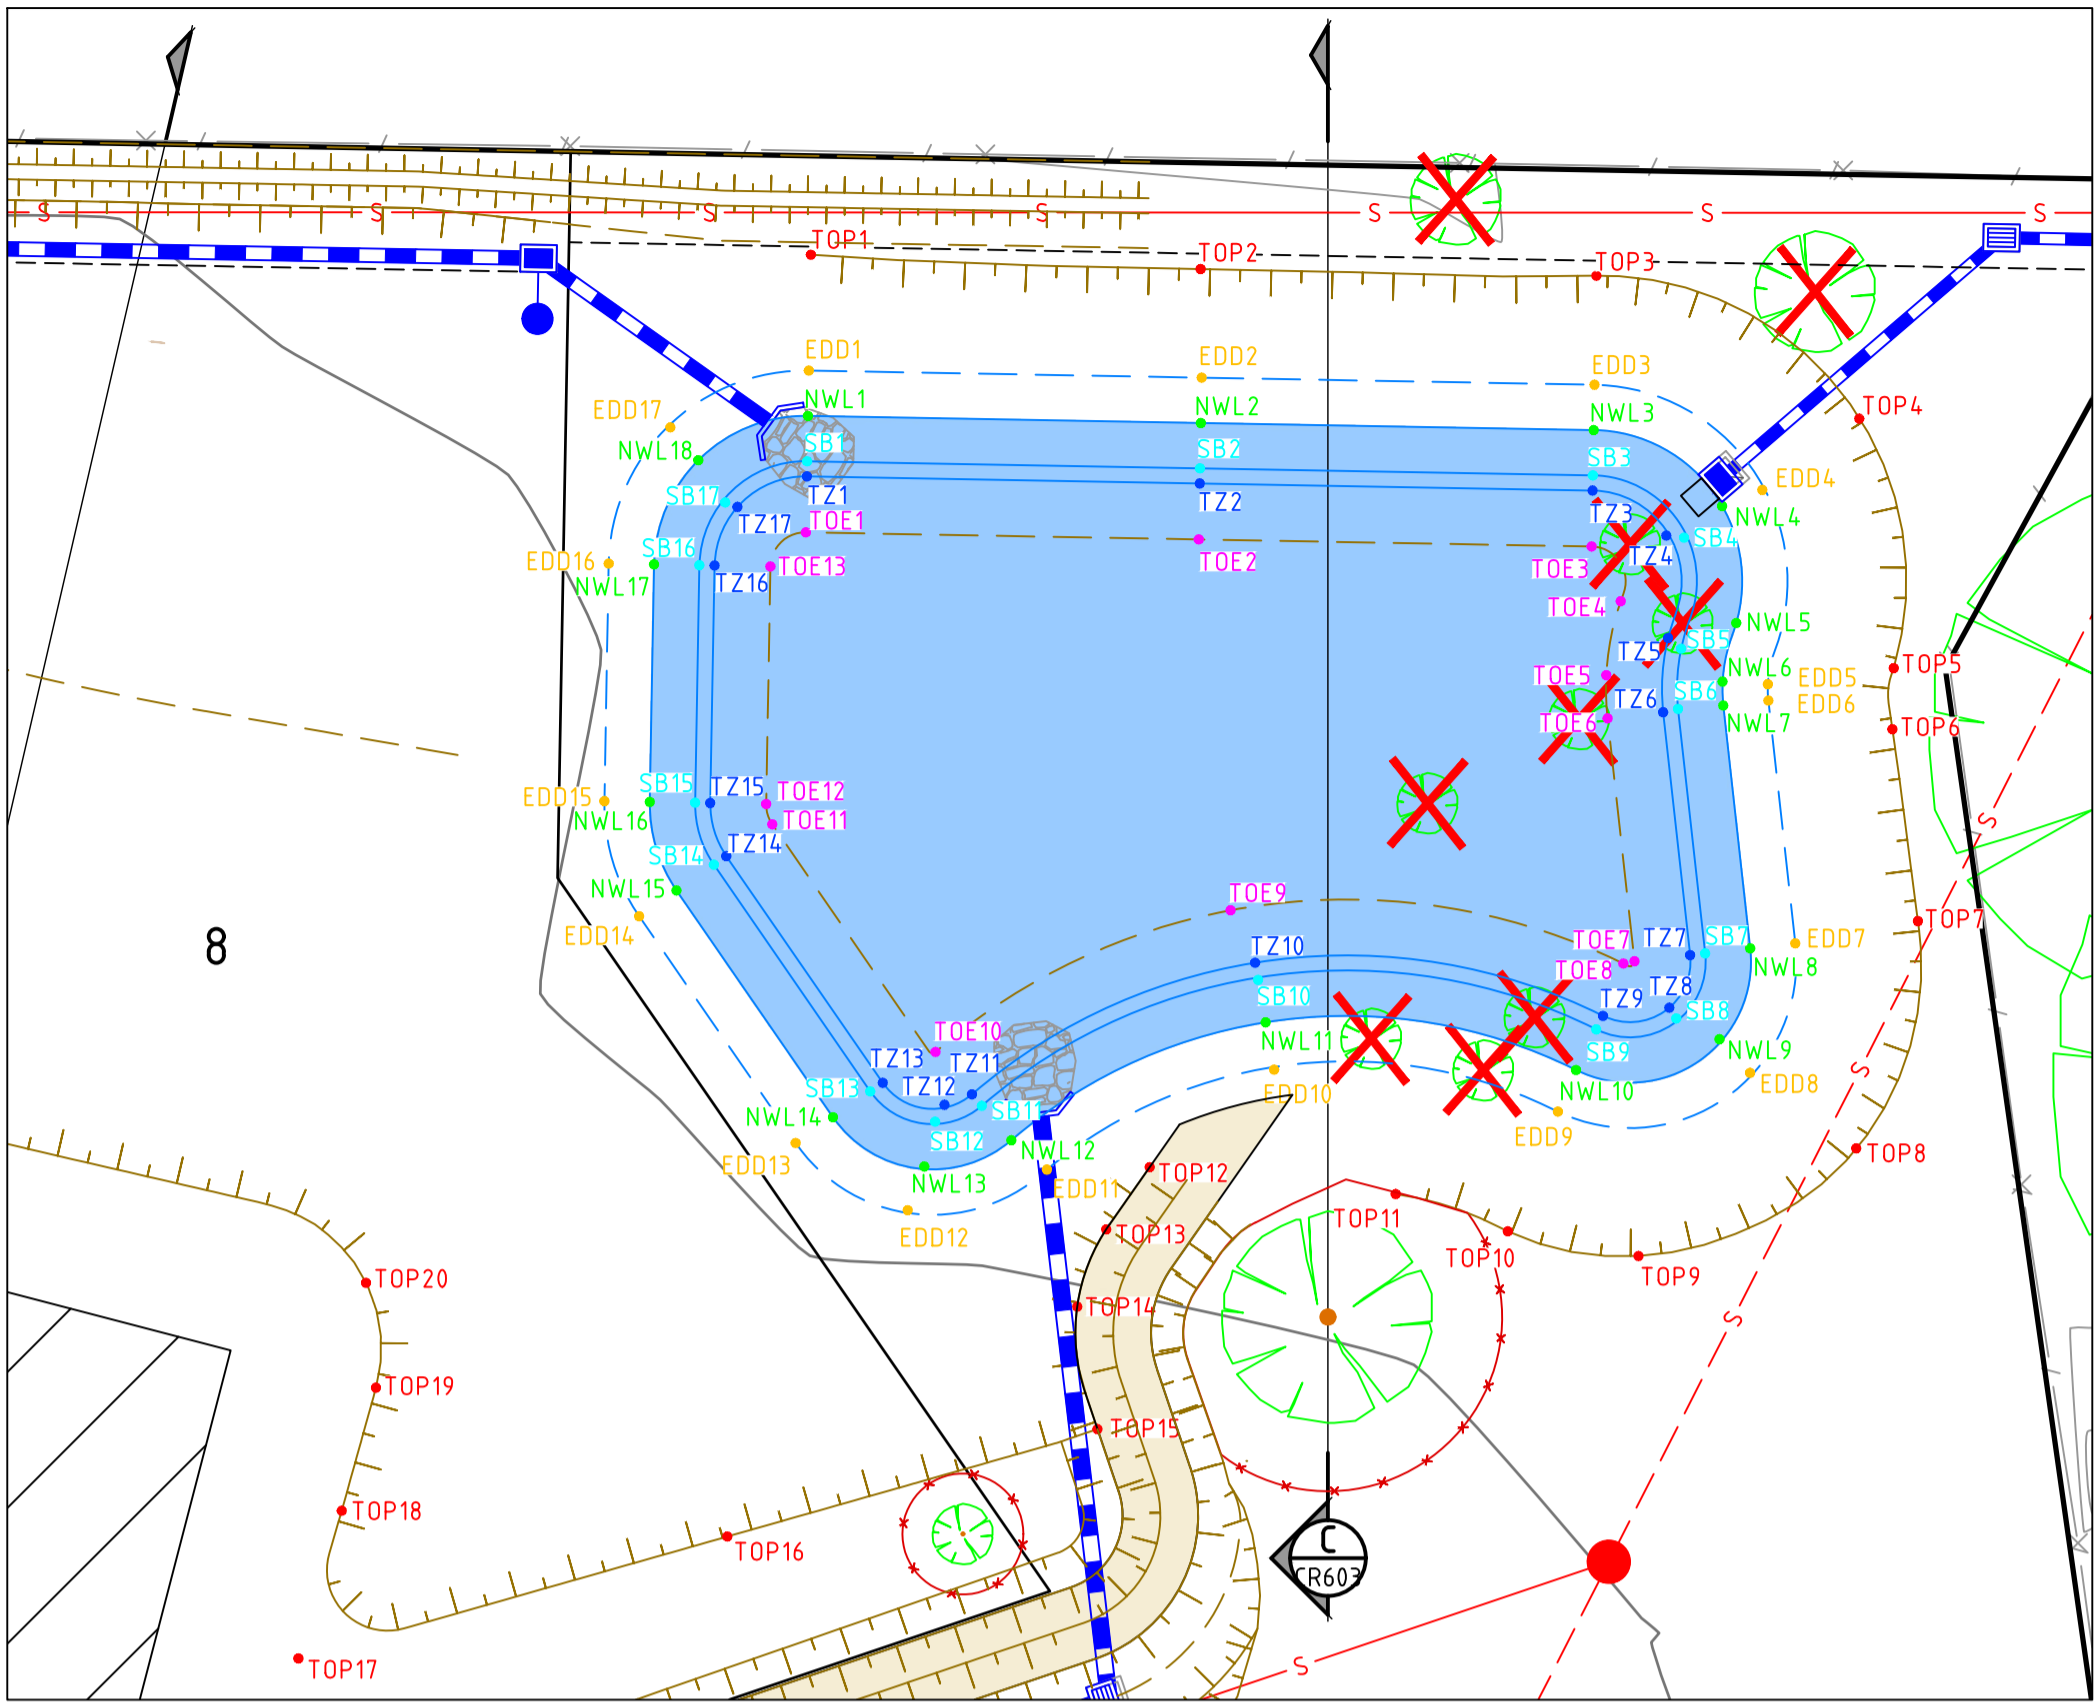 S S S S S S S
TOP1 TOP2 TOP3
EDD1 EDD2 EDD3
EDD17 NWL1 NWL2 NWL3 TOP4
NWL18 SB1 SB2 SB3
SB17 TZ1 TZ2 TZ3 EDD4
TZ17 TOE1 NWL4
SB16 TZ4 SB4
EDD16 TOE13 TOE2 TOE3
NWL17 TZ16 TOE4
NWL5
TZ5 SB5
TOE5 NWL6 EDD5 TOP5
TZ6 SB6 EDD6
TOE6 NWL7 TOP6
SB15 TZ15 TOE12
EDD15
NWL16 TOE11
TZ14
SB14
NWL15 TOE9
TOP7
8 EDD14 TZ10 TOE7 TZ7 SB7 EDD7
TOE8 NWL8
SB10 TZ9 TZ8
SB8
TOE10 NWL11 SB9
TZ13 TZ11 NWL9
SB13 TZ12 EDD10 NWL10 EDD8
NWL14 SB11
SB12 EDD9
NWL12 TOP8
EDD13 TOP12
NWL13 EDD11
EDD12 TOP13 TOP11
TOP10
TOP20 TOP9
TOP14
TOP19
TOP15
TOP18
TOP16
C
CR603
TOP17
S
S
S
S